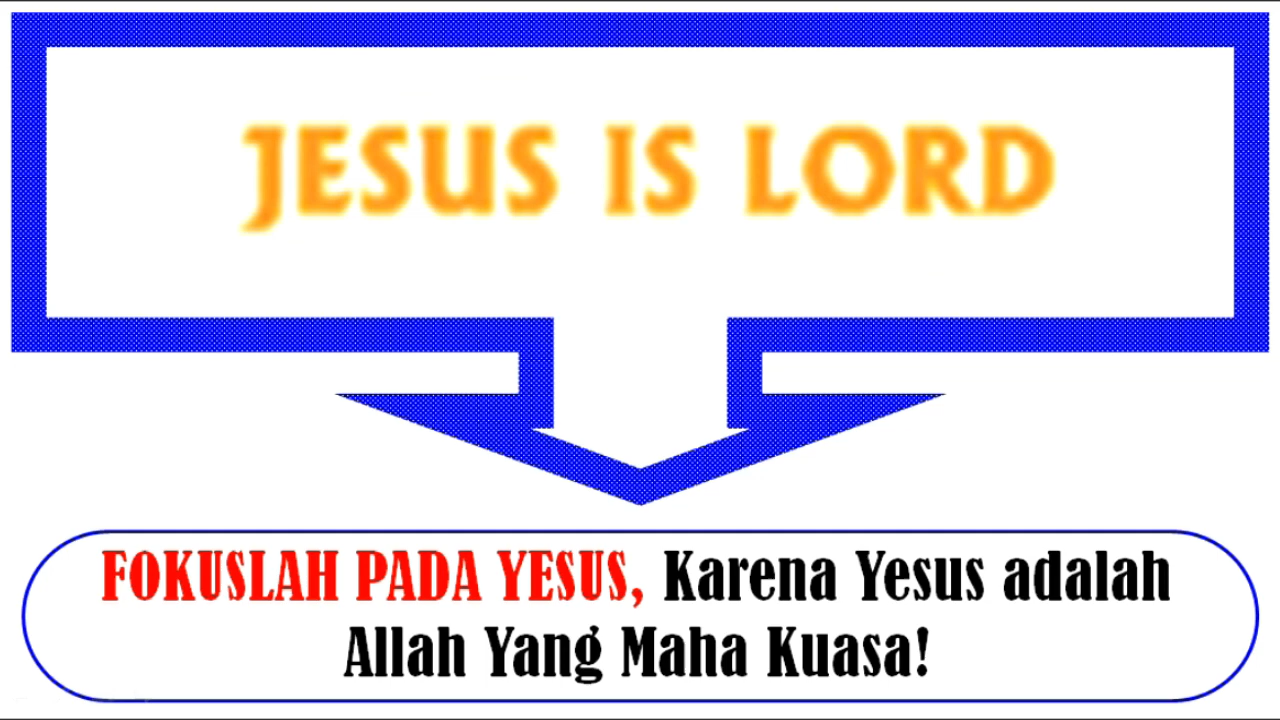 JESUS IS LORD
FOKUSLAH PADA YESUS, Karena Yesus adalah
Allah Yang Maha Kuasa!